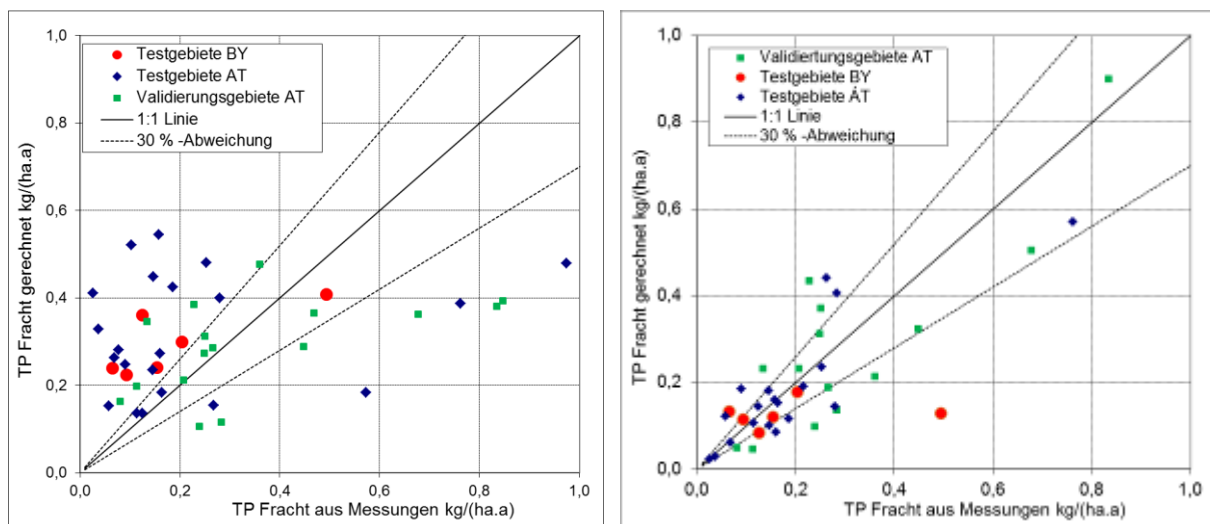 1,0
0,8
0,6
0,4
0,2
0,0
TP Fracht gerechnet kg/(ha.a)
Testgebiete BY
Testgebiete AT
Validierungsgebiete AT
1:1 Linie
30 % -Abweichung
0,0 0,2 0,4 0,6 0,8 1,0
TP Fracht aus Messungen kg/(ha.a)
1,0
0,8
0,6
0,4
0,2
0,0
TP Fracht gerechnet kg/(ha.a)
Validiertungsgebiete AT
Testgebiete BY
Testgebiete AT
1:1 Linie
30 % -Abweichung
0,0 0,2 0,4 0,6 0,8 1,0
TP Fracht aus Messungen kg/(ha.a)